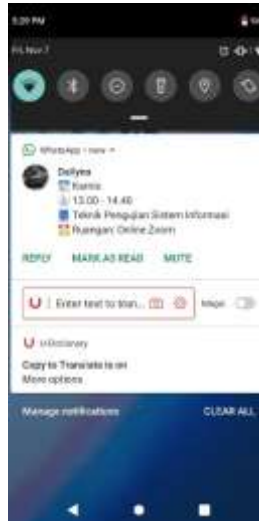 5:20 PM
Fri, Nov 7
WhatsApp • now
Dellyea
Kamis
13.00 - 14.40
Teknik Pengujian Sistem Informasi
Ruangan: Online Zoom
REPLY MARK AS READ MUTE
U Enter text to tran... Magic
U U-Dictionary
Copy to Translate is on
More options
Manage notifications CLEAR ALL